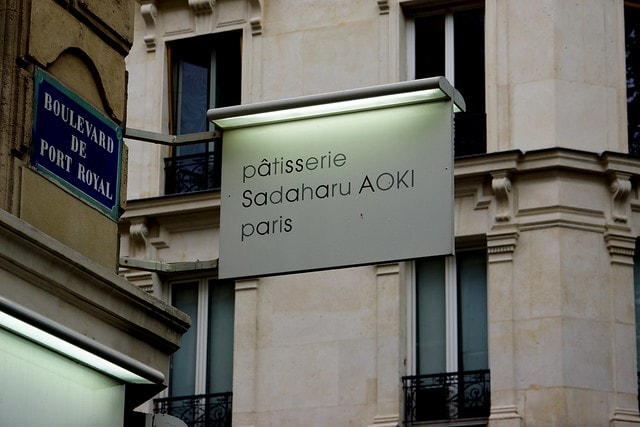 BOULEVARD
DE
PORT ROYAL
pâtisserie
Sadaharu AOKI
paris